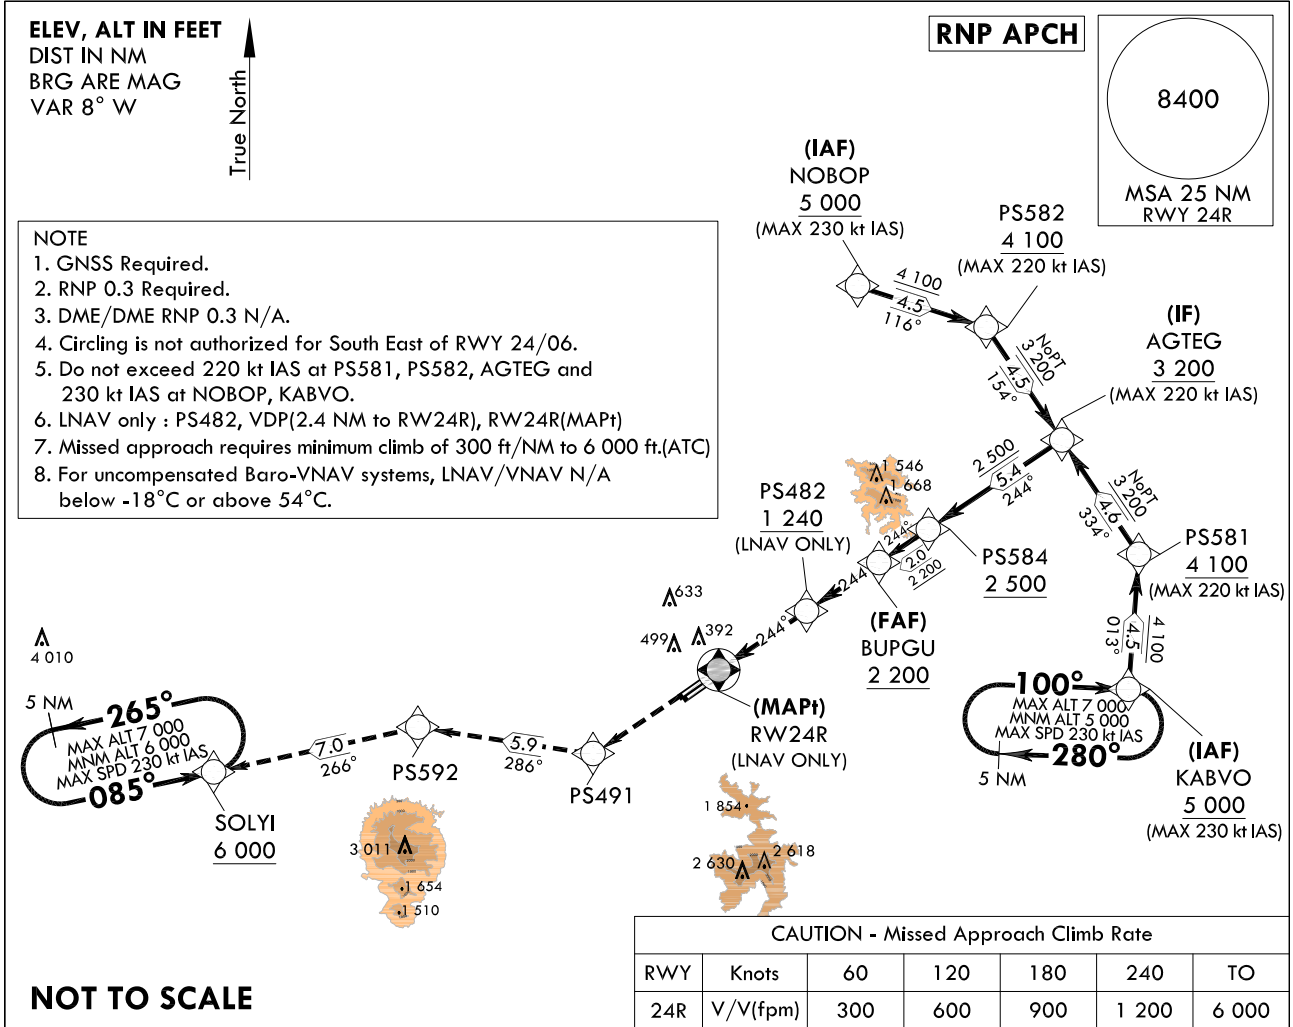 ELEV, ALT IN FEET
DIST IN NM
BRG ARE MAG
VAR 8° W
True North
RNP APCH
8400
MSA 25 NM
RWY 24R
NOTE
1. GNSS Required.
2. RNP 0.3 Required.
3. DME/DME RNP 0.3 N/A.
4. Circling is not authorized for South East of RWY 24/06.
5. Do not exceed 220 kt IAS at PS581, PS582, AGTEG and
230 kt IAS at NOBOP, KABVO.
6. LNAV only : PS482, VDP(2.4 NM to RW24R), RW24R(MAPt)
7. Missed approach requires minimum climb of 300 ft/NM to 6 000 ft.(ATC)
8. For uncompensated Baro-VNAV systems, LNAV/VNAV N/A
below -18°C or above 54°C.
(IAF)
NOBOP
5 000
(MAX 230 kt IAS)
4 100
4.5
116°
PS582
4 100
(MAX 220 kt IAS)
NoPT
3 200
4.5
154°
(IF)
AGTEG
3 200
(MAX 220 kt IAS)
2 500
5.4
244°
1 546
1 668
PS482
1 240
(LNAV ONLY)
244°
2.0
2 200
PS584
2 500
NoPT
3 200
4.6
334°
PS581
4 100
(MAX 220 kt IAS)
4 100
4.5
013°
244
(FAF)
BUPGU
2 200
244°
633
499
392
4 010
(MAPt)
RW24R
(LNAV ONLY)
100°
MAX ALT 7 000
MNM ALT 5 000
MAX SPD 230 kt IAS
280°
5 NM
(IAF)
KABVO
5 000
(MAX 230 kt IAS)
5 NM
265°
MAX ALT 7 000
MNM ALT 6 000
MAX SPD 230 kt IAS
085°
7.0
266°
PS592
5.9
286°
PS491
SOLYI
6 000
3 011
1 654
1 510
1 854
2 630
2 618
CAUTION - Missed Approach Climb Rate
RWY Knots 60 120 180 240 TO
24R V/V(fpm) 300 600 900 1 200 6 000
NOT TO SCALE